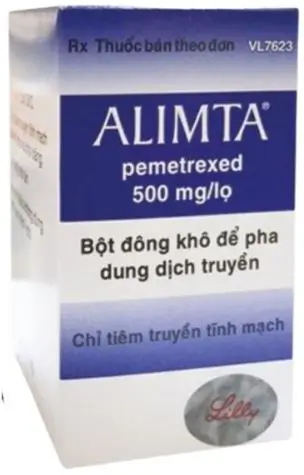 Rx Thuốc bán theo đơn VL7623
ALIMTA®
pemetrexed
500 mg/lọ
Bột đông khô để pha
dung dịch truyền
Chỉ tiêm truyền tĩnh mạch
Lilly